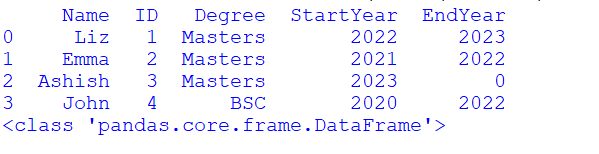 Name ID Degree StartYear EndYear
0 Liz 1 Masters 2022 2023
1 Emma 2 Masters 2021 2022
2 Ashish 3 Masters 2023 0
3 John 4 BSC 2020 2022
<class 'pandas.core.frame.DataFrame'>